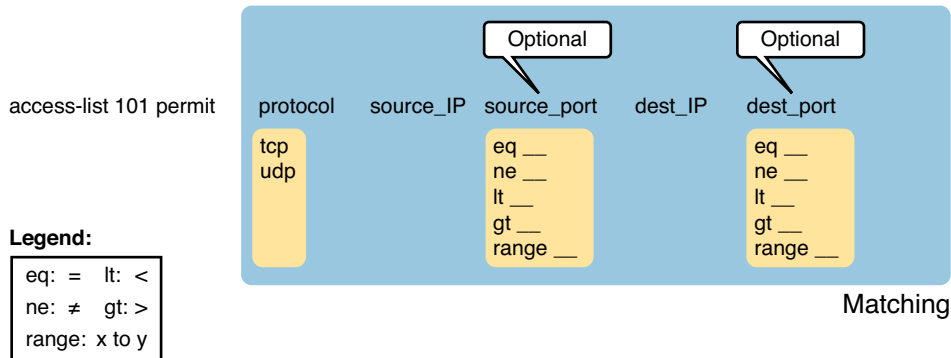 Optional Optional
access-list 101 permit protocol source_IP source_port dest_IP dest_port
tcp eq __ eq __
udp ne __ ne __
lt __ lt __
gt __ gt __
range __ range __
Legend:
eq: = lt: <
ne: ≠ gt: >
range: x to y
Matching